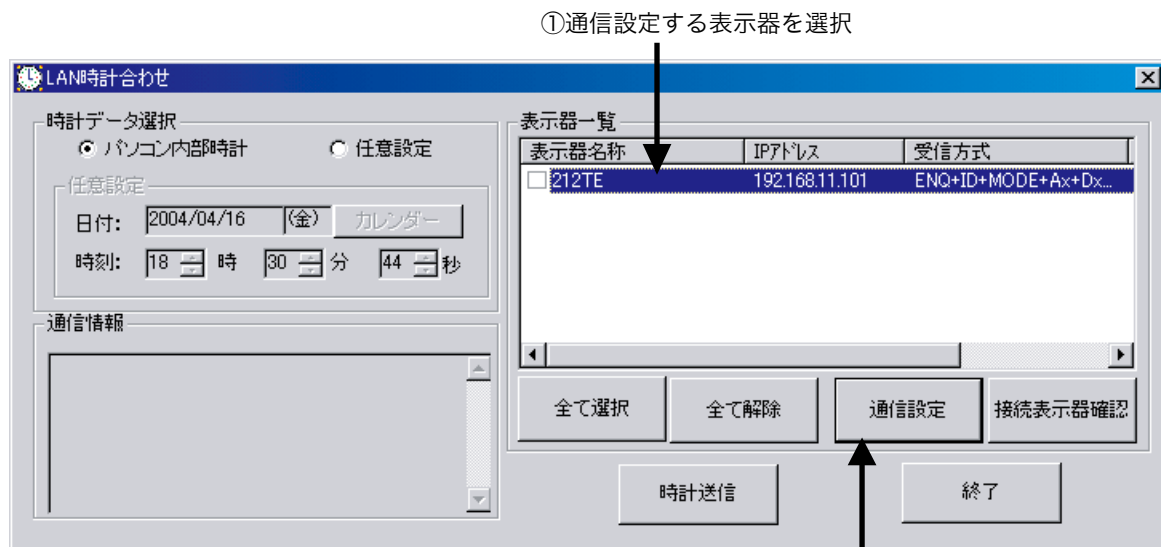 ①通信設定する表示器を選択
LAN時計合わせ
時計データ選択
パソコン内部時計 任意設定
任意設定
日付: 2004/04/16 (金) カレンダー
時刻: 18 時 30 分 44 秒
通信情報
表示器一覧
表示器名称 IPアドレス 受信方式
212TE 192.168.11.101 ENQ+ID+MODE+Ax+Dx...
全て選択 全て解除 通信設定 接続表示器確認
時計送信 終了